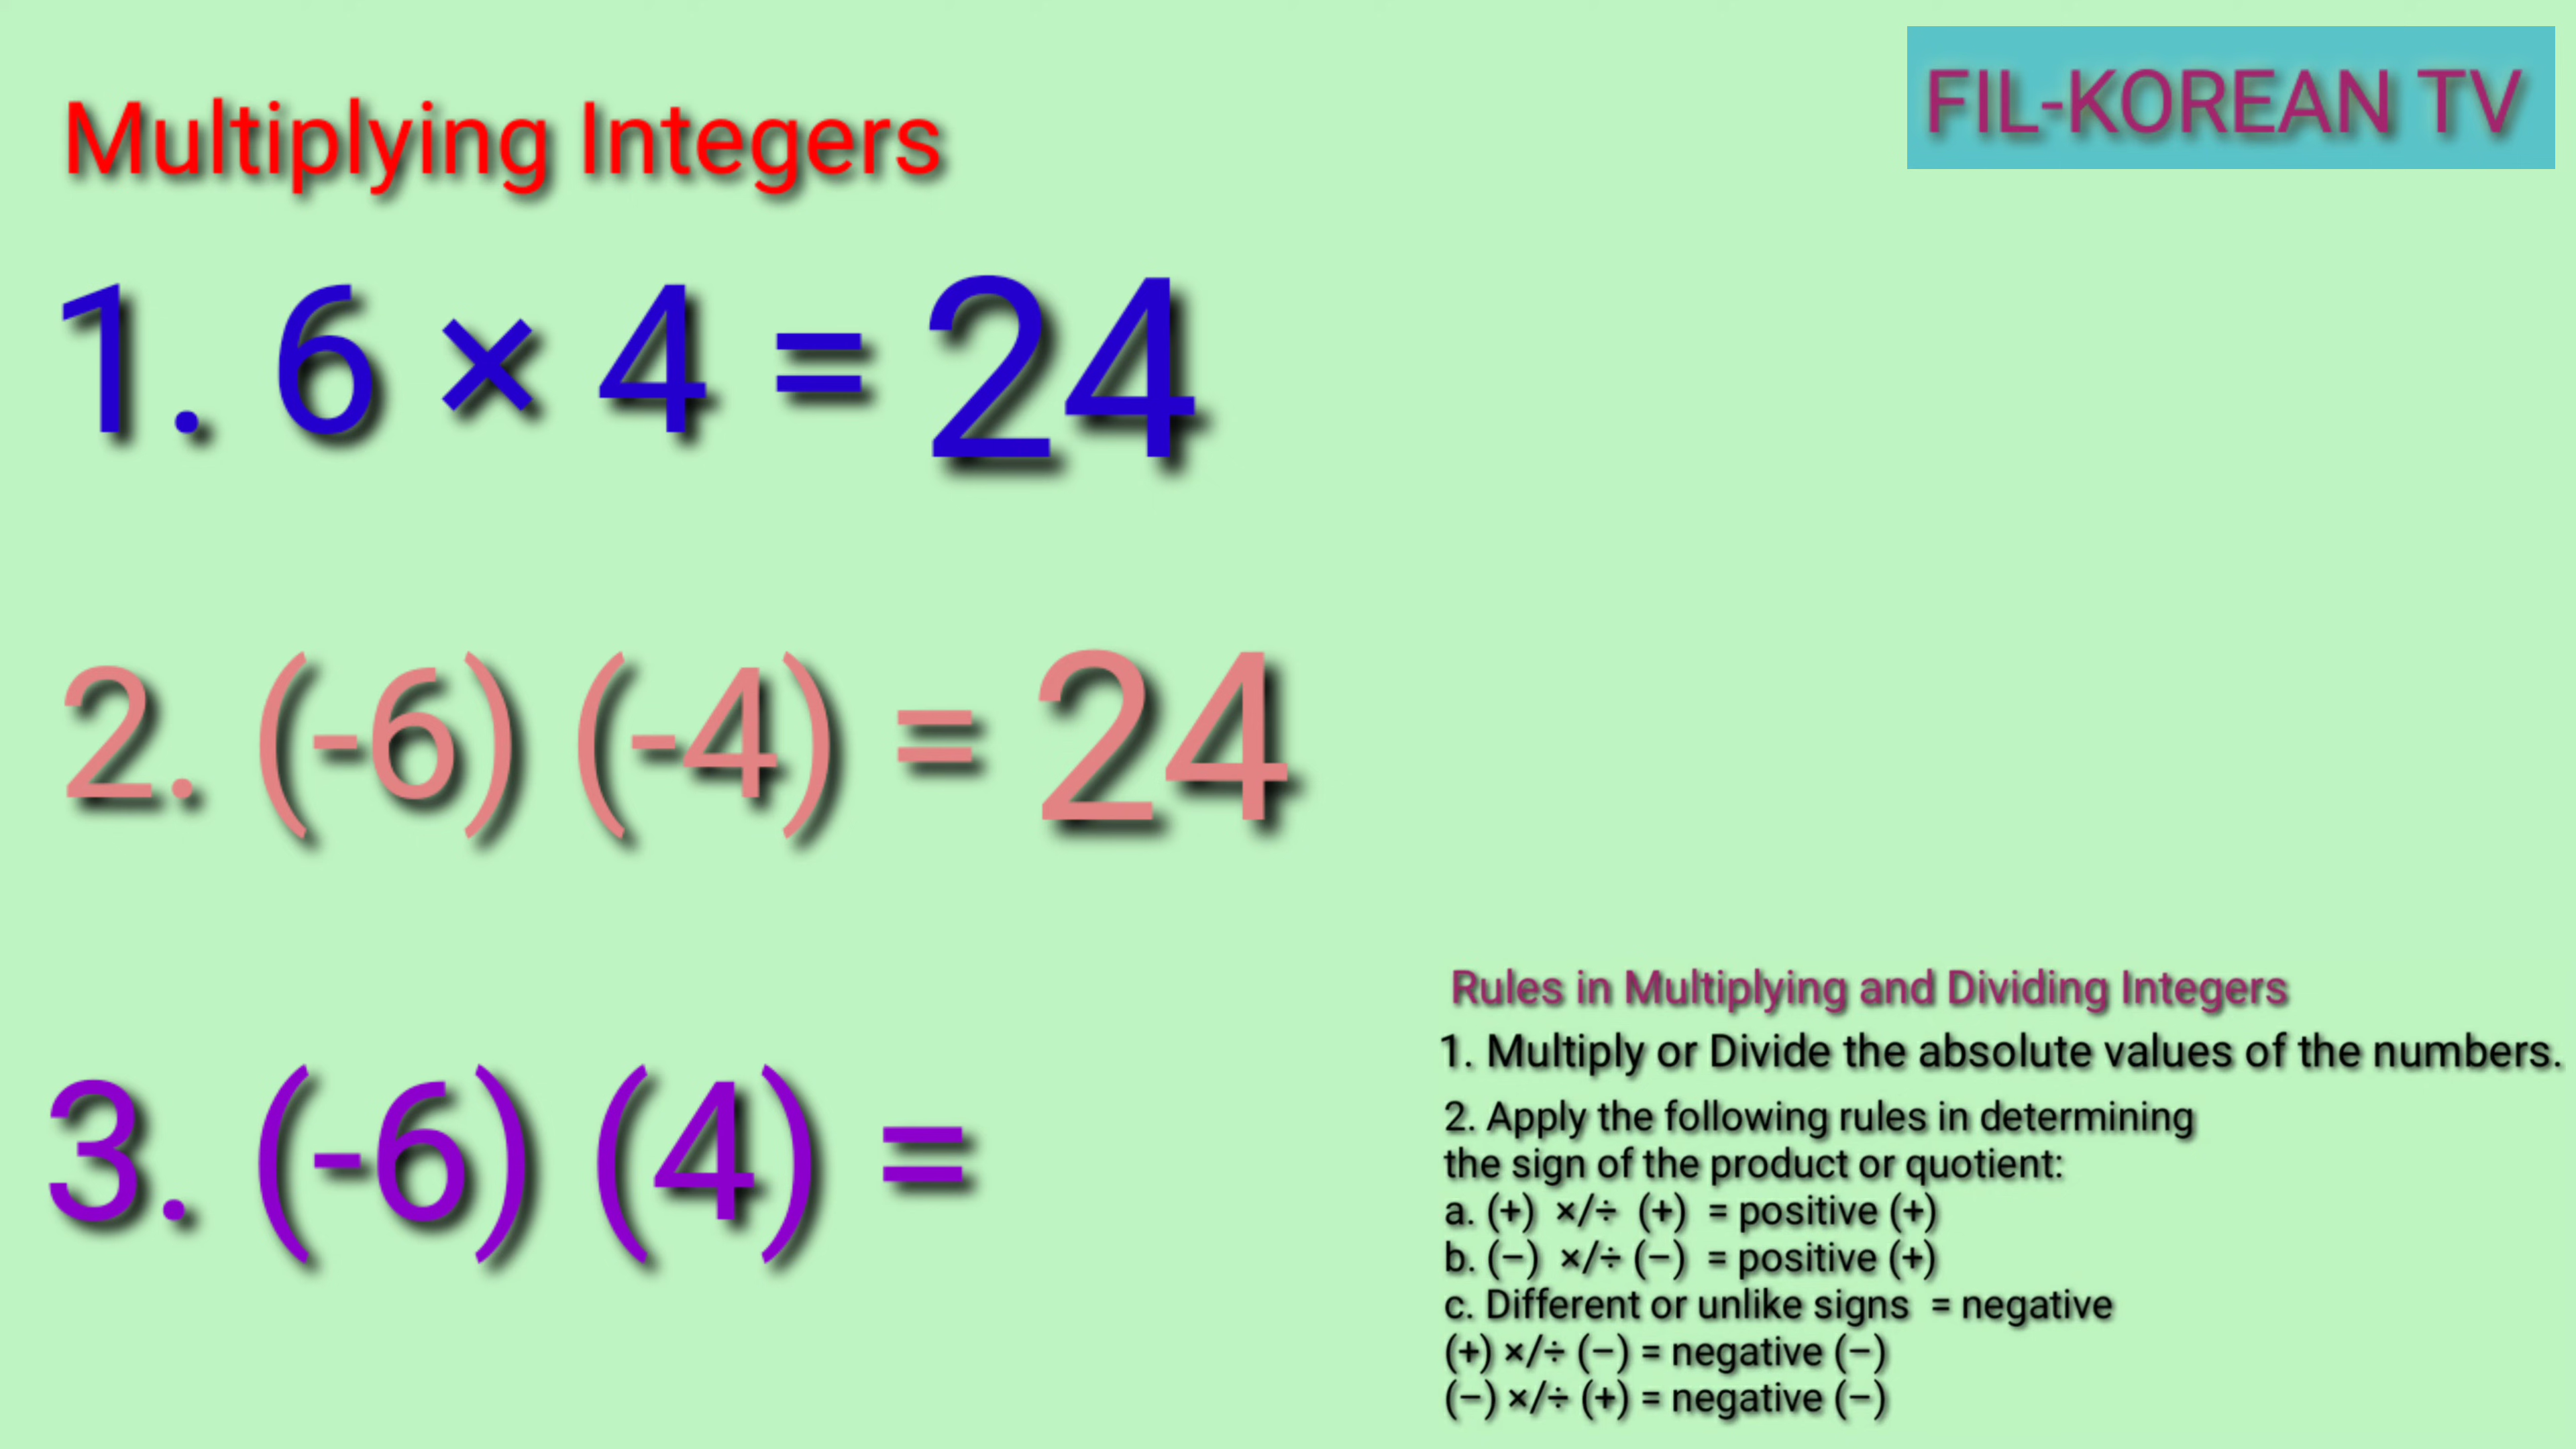 FIL-KOREAN TV
Multiplying Integers
1. 6 × 4 = 24
2. (-6) (-4) = 24
3. (-6) (4) =
Rules in Multiplying and Dividing Integers
1. Multiply or Divide the absolute values of the numbers.
2. Apply the following rules in determining
the sign of the product or quotient:
a. (+) ×/÷ (+) = positive (+)
b. (−) ×/÷ (−) = positive (+)
c. Different or unlike signs = negative
(+) ×/÷ (−) = negative (−)
(−) ×/÷ (+) = negative (−)